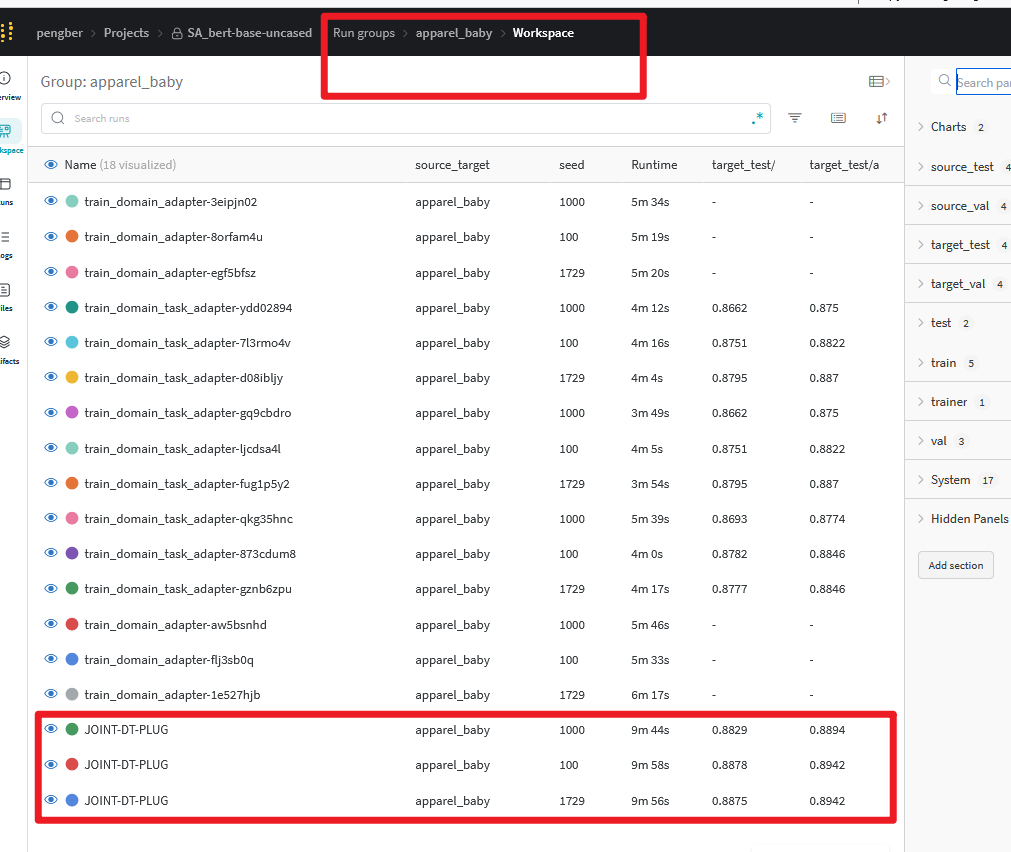 pengber > Projects > SA_bert-base-uncased > Run groups > apparel_baby > Workspace
Group: apparel_baby
Search runs .*
Name (18 visualized) source_target seed Runtime target_test/ target_test/a
train_domain_adapter-3eipjn02 apparel_baby 1000 5m 34s - -
train_domain_adapter-8orfam4u apparel_baby 100 5m 19s - -
train_domain_adapter-egf5bfsz apparel_baby 1729 5m 20s - -
train_domain_task_adapter-ydd02894 apparel_baby 1000 4m 12s 0.8662 0.875
train_domain_task_adapter-7l3rmo4v apparel_baby 100 4m 16s 0.8751 0.8822
train_domain_task_adapter-d08ibljy apparel_baby 1729 4m 4s 0.8795 0.887
train_domain_task_adapter-gq9cbdro apparel_baby 1000 3m 49s 0.8662 0.875
train_domain_task_adapter-ljcdsa4l apparel_baby 100 4m 5s 0.8751 0.8822
train_domain_task_adapter-fug1p5y2 apparel_baby 1729 3m 54s 0.8795 0.887
train_domain_task_adapter-qkg35hnc apparel_baby 1000 5m 39s 0.8693 0.8774
train_domain_task_adapter-873cdum8 apparel_baby 100 4m 0s 0.8782 0.8846
train_domain_task_adapter-gznb6zpu apparel_baby 1729 4m 17s 0.8777 0.8846
train_domain_adapter-aw5bsnhd apparel_baby 1000 5m 46s - -
train_domain_adapter-flj3sb0q apparel_baby 100 5m 33s - -
train_domain_adapter-1e527hjb apparel_baby 1729 6m 17s - -
JOINT-DT-PLUG apparel_baby 1000 9m 44s 0.8829 0.8894
JOINT-DT-PLUG apparel_baby 100 9m 58s 0.8878 0.8942
JOINT-DT-PLUG apparel_baby 1729 9m 56s 0.8875 0.8942
Search pa
Charts 2
source_test 4
source_val 4
target_test 4
target_val 4
test 2
train 5
trainer 1
val 3
System 17
Hidden Panels
Add section